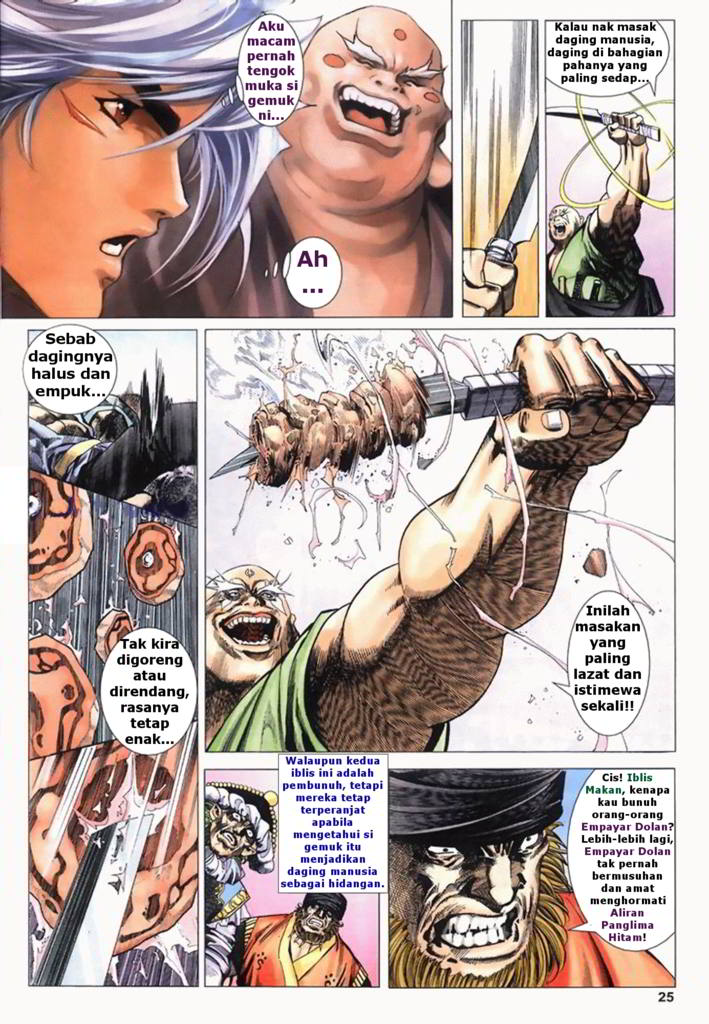 Aku
macam
pernah
tengok
muka si
gemuk
ni...
Ah
...
Kalau nak masak
daging manusia,
daging di bahagian
pahanya yang
paling sedap...
Sebab
dagingnya
halus dan
empuk...
Tak kira
digoreng
atau
direndang,
rasanya
tetap
enak...
Inilah
masakan
yang
paling
lazat dan
istimewa
sekali!!
Walaupun kedua
iblis ini adalah
pembunuh, tetapi
mereka tetap
terperanjat
apabila
mengetahui si
gemuk itu
menjadikan
daging manusia
sebagai hidangan.
Cis! Iblis
Makan, kenapa
kau bunuh
orang-orang
Empayar Dolan?
Lebih-lebih lagi,
Empayar Dolan
tak pernah
bermusuhan
dan amat
menghormati
Aliran
Panglima
Hitam!
25